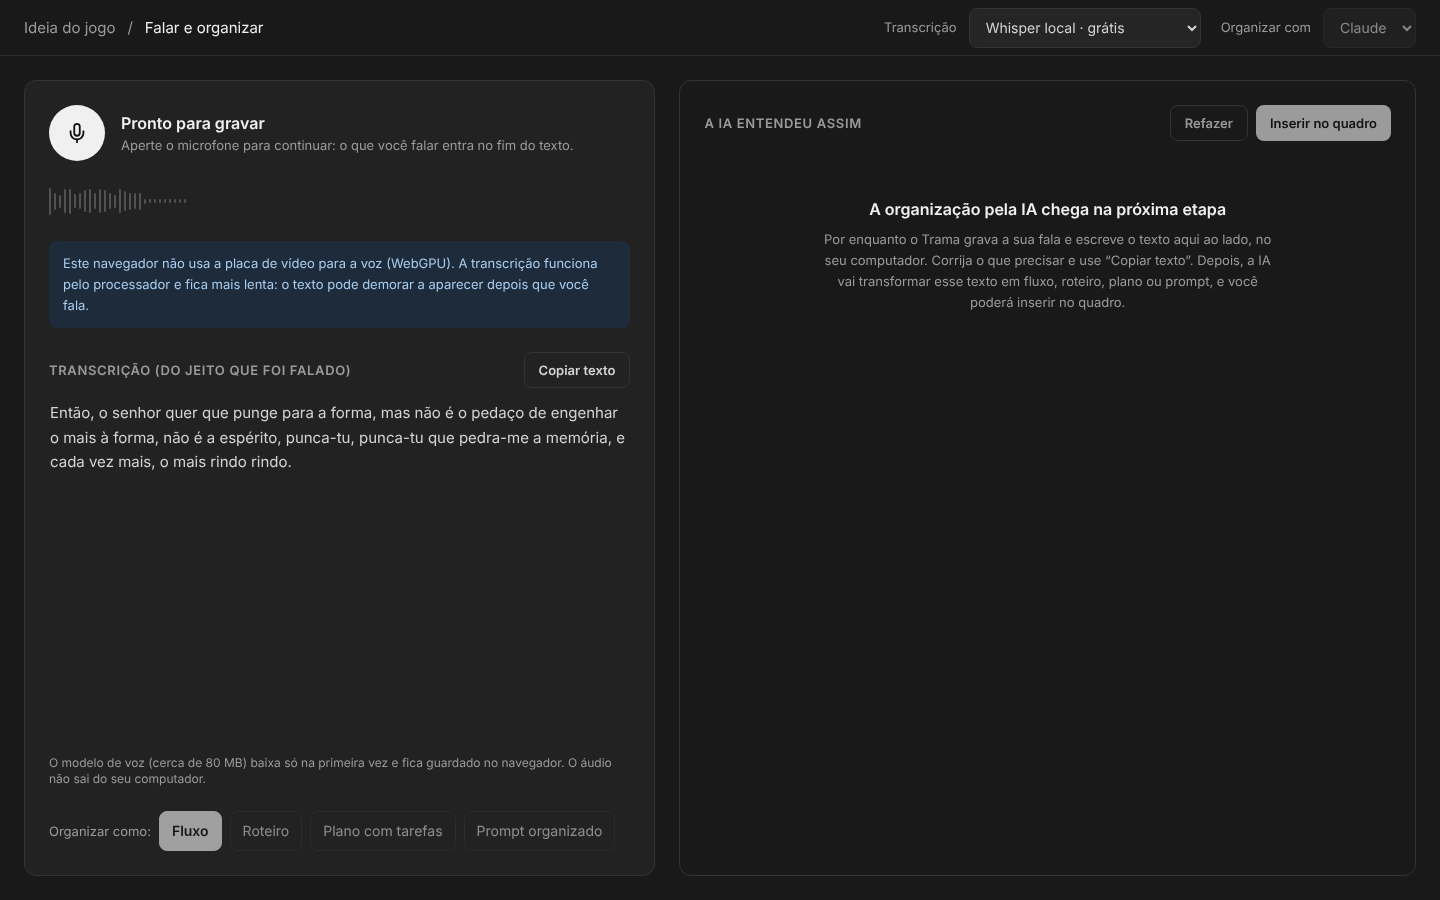 Ideia do jogo / Falar e organizar
Transcrição
Whisper local · grátis
Organizar com
Claude
Pronto para gravar
Aperte o microfone para continuar: o que você falar entra no fim do texto.
Este navegador não usa a placa de vídeo para a voz (WebGPU). A transcrição funciona
pelo processador e fica mais lenta: o texto pode demorar a aparecer depois que você
fala.
TRANSCRIÇÃO (DO JEITO QUE FOI FALADO)
Copiar texto
Então, o senhor quer que punge para a forma, mas não é o pedaço de engenhar
o mais à forma, não é a espérito, punca-tu, punca-tu que pedra-me a memória, e
cada vez mais, o mais rindo rindo.
O modelo de voz (cerca de 80 MB) baixa só na primeira vez e fica guardado no navegador. O áudio
não sai do seu computador.
Organizar como:
Fluxo
Roteiro
Plano com tarefas
Prompt organizado
A IA ENTENDEU ASSIM
Refazer
Inserir no quadro
A organização pela IA chega na próxima etapa
Por enquanto o Trama grava a sua fala e escreve o texto aqui ao lado, no
seu computador. Corrija o que precisar e use “Copiar texto”. Depois, a IA
vai transformar esse texto em fluxo, roteiro, plano ou prompt, e você
poderá inserir no quadro.